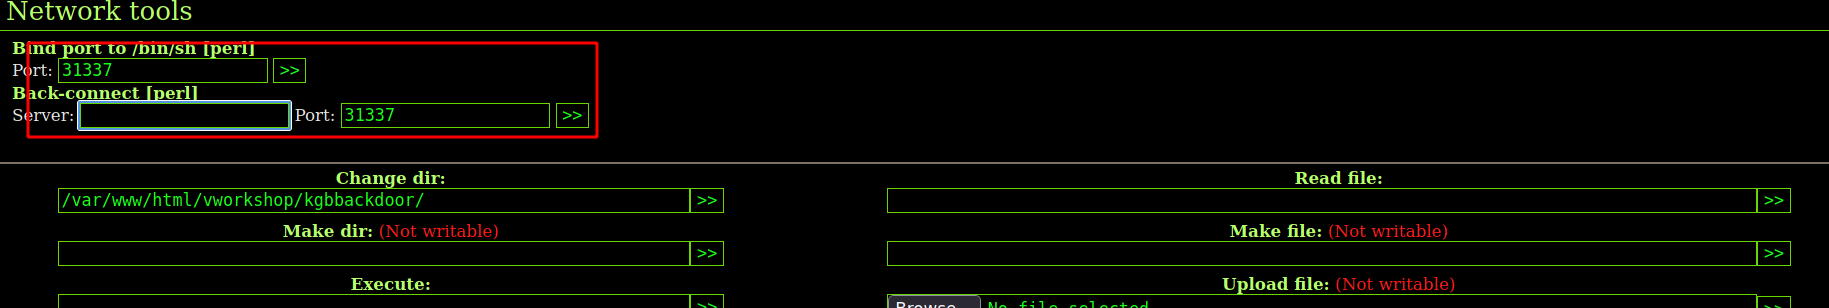 Network tools
Bind port to /bin/sh [perl]
Port: 31337 >>
Back-connect [perl]
Server: Port: 31337 >>
Change dir: Read file:
/var/www/html/vworkshop/kgbbackdoor/ >> >>
Make dir: (Not writable) Make file: (Not writable)
>> >>
Execute: Upload file: (Not writable)
>> Browse... No file selected. >>